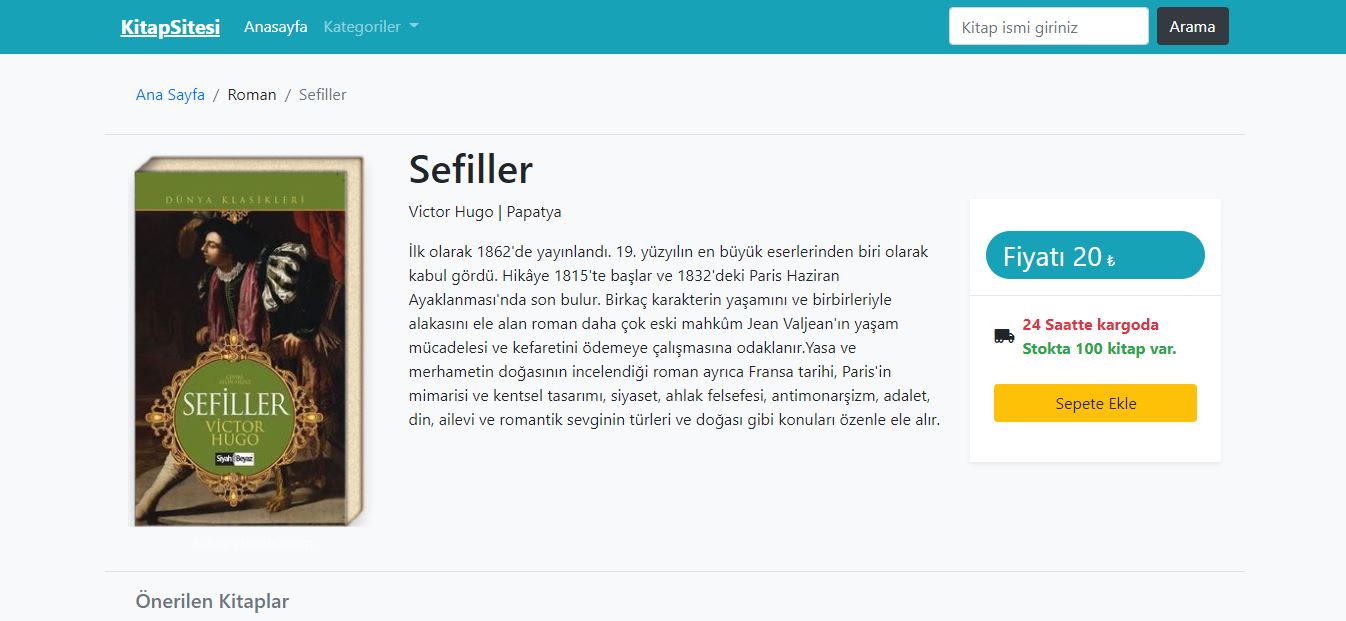 KitapSitesi Anasayfa Kategoriler Kitap ismi giriniz Arama
Ana Sayfa / Roman / Sefiller
DÜNYA KLASİKLERİ
SEFİLLER
VİCTOR
HUGO
Siyah Beyaz
Sefiller
Victor Hugo | Papatya
İlk olarak 1862'de yayınlandı. 19. yüzyılın en büyük eserlerinden biri olarak
kabul gördü. Hikâye 1815'te başlar ve 1832'deki Paris Haziran
Ayaklanması'nda son bulur. Birkaç karakterin yaşamını ve birbirleriyle
alakasını ele alan roman daha çok eski mahkûm Jean Valjean'ın yaşam
mücadelesi ve kefaretini ödemeye çalışmasına odaklanır.Yasa ve
merhametin doğasının incelendiği roman ayrıca Fransa tarihi, Paris'in
mimarisi ve kentsel tasarımı, siyaset, ahlak felsefesi, antimonarşizm, adalet,
din, ailevi ve romantik sevginin türleri ve doğası gibi konuları özenle ele alır.
Fiyatı 20 ₺
24 Saatte kargoda
Stokta 100 kitap var.
Sepete Ekle
Önerilen Kitaplar